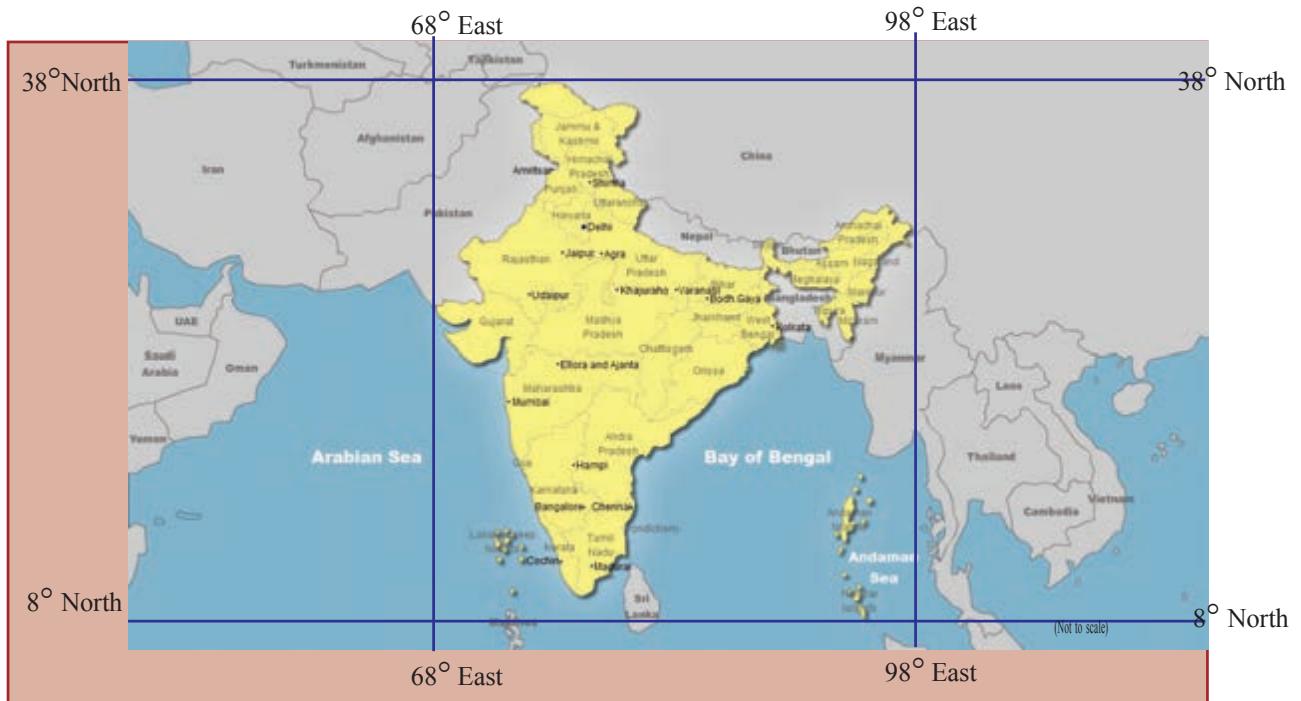 68° East
98° East
38° North
38° North
Turkmenistan
Tajikistan
Afghanistan
Iran
Pakistan
China
Jammu &
Kashmir
Himachal
Pradesh
Amritsar
Shimla
Punjab
Haryana
Delhi
Nepal
Bhutan
Arunachal
Pradesh
Rajasthan
Jaipur
Agra
Uttar
Pradesh
Assam
Nagaland
Meghalaya
Udaipur
Khajuraho
Varanasi
Bihar
Bodh Gaya
Bangladesh
Gujarat
Madhya
Pradesh
Jharkhand
West
Bengal
Kolkata
Mizoram
UAE
Saudi
Arabia
Oman
Yemen
Ellora and Ajanta
Orissa
Myanmar
Laos
Maharashtra
Mumbai
Arabian Sea
Bay of Bengal
Andra
Pradesh
Goa
Hampi
Thailand
Karnataka
Bangalore
Chennai
Cambodia
Vietnam
Kerala
Tamil
Nadu
Cochin
Madurai
Andaman
Sea
Sri
Lanka
Maldives
8° North
8° North
(Not to scale)
68° East
98° East